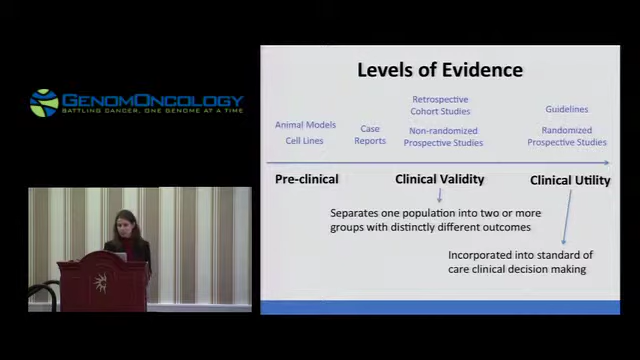 GENOMONCOLOGY
BATTLING CANCER, ONE GENOME AT A TIME
Levels of Evidence
Retrospective
Cohort Studies
Guidelines
Animal Models
Cell Lines
Case
Reports
Non-randomized
Prospective Studies
Randomized
Prospective Studies
Pre-clinical
Clinical Validity
Clinical Utility
Separates one population into two or more
groups with distinctly different outcomes
Incorporated into standard of
care clinical decision making